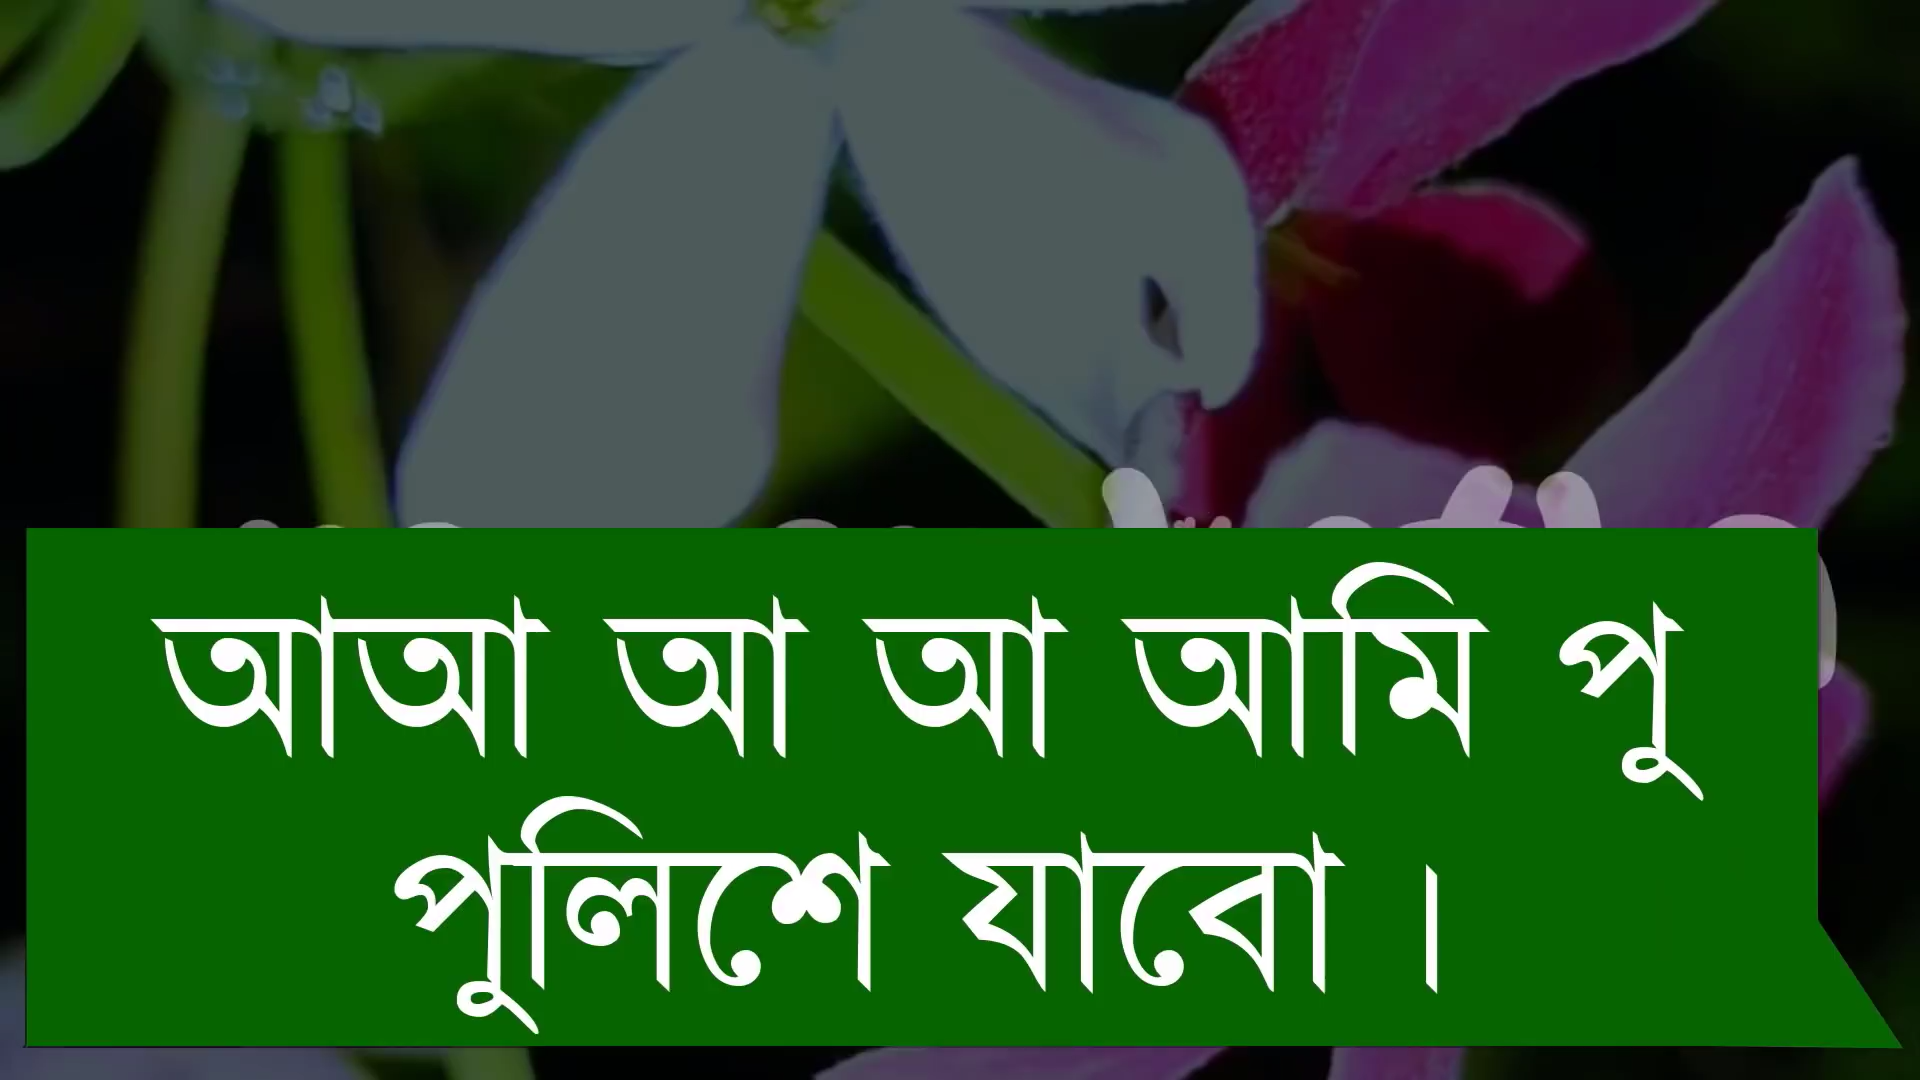 আআ আ আ আমি পু
পুলিশে যাবো ।